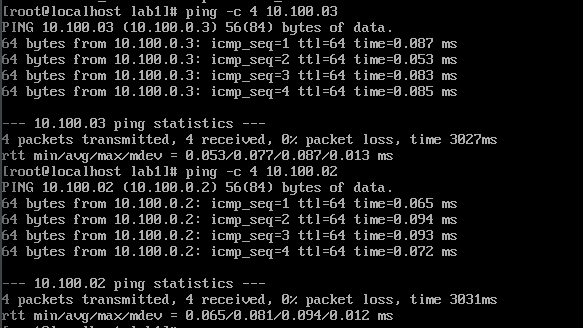 [root@localhost lab1]# ping -c 4 10.100.03
PING 10.100.03 (10.100.0.3) 56(84) bytes of data.
64 bytes from 10.100.0.3: icmp_seq=1 ttl=64 time=0.087 ms
64 bytes from 10.100.0.3: icmp_seq=2 ttl=64 time=0.053 ms
64 bytes from 10.100.0.3: icmp_seq=3 ttl=64 time=0.083 ms
64 bytes from 10.100.0.3: icmp_seq=4 ttl=64 time=0.085 ms
--- 10.100.03 ping statistics ---
4 packets transmitted, 4 received, 0% packet loss, time 3027ms
rtt min/avg/max/mdev = 0.053/0.077/0.087/0.013 ms
[root@localhost lab1]# ping -c 4 10.100.02
PING 10.100.02 (10.100.0.2) 56(84) bytes of data.
64 bytes from 10.100.0.2: icmp_seq=1 ttl=64 time=0.065 ms
64 bytes from 10.100.0.2: icmp_seq=2 ttl=64 time=0.094 ms
64 bytes from 10.100.0.2: icmp_seq=3 ttl=64 time=0.093 ms
64 bytes from 10.100.0.2: icmp_seq=4 ttl=64 time=0.072 ms
--- 10.100.02 ping statistics ---
4 packets transmitted, 4 received, 0% packet loss, time 3031ms
rtt min/avg/max/mdev = 0.065/0.081/0.094/0.012 ms